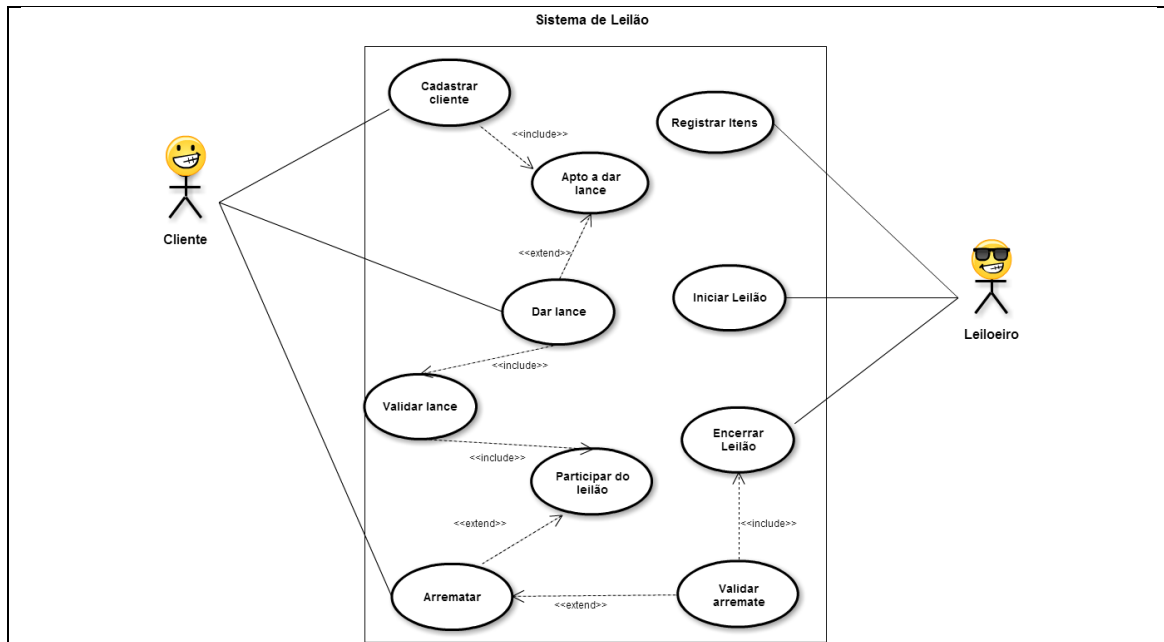 Sistema de Leilão
Cadastrar
cliente
Registrar Itens
<<include>>
Apto a dar
lance
Cliente
<<extend>>
Dar lance
Iniciar Leilão
Leiloeiro
<<include>>
Validar lance
Encerrar
Leilão
<<include>>
Participar do
leilão
<<extend>>
<<include>>
Arrematar
<<extend>>
Validar
arremate